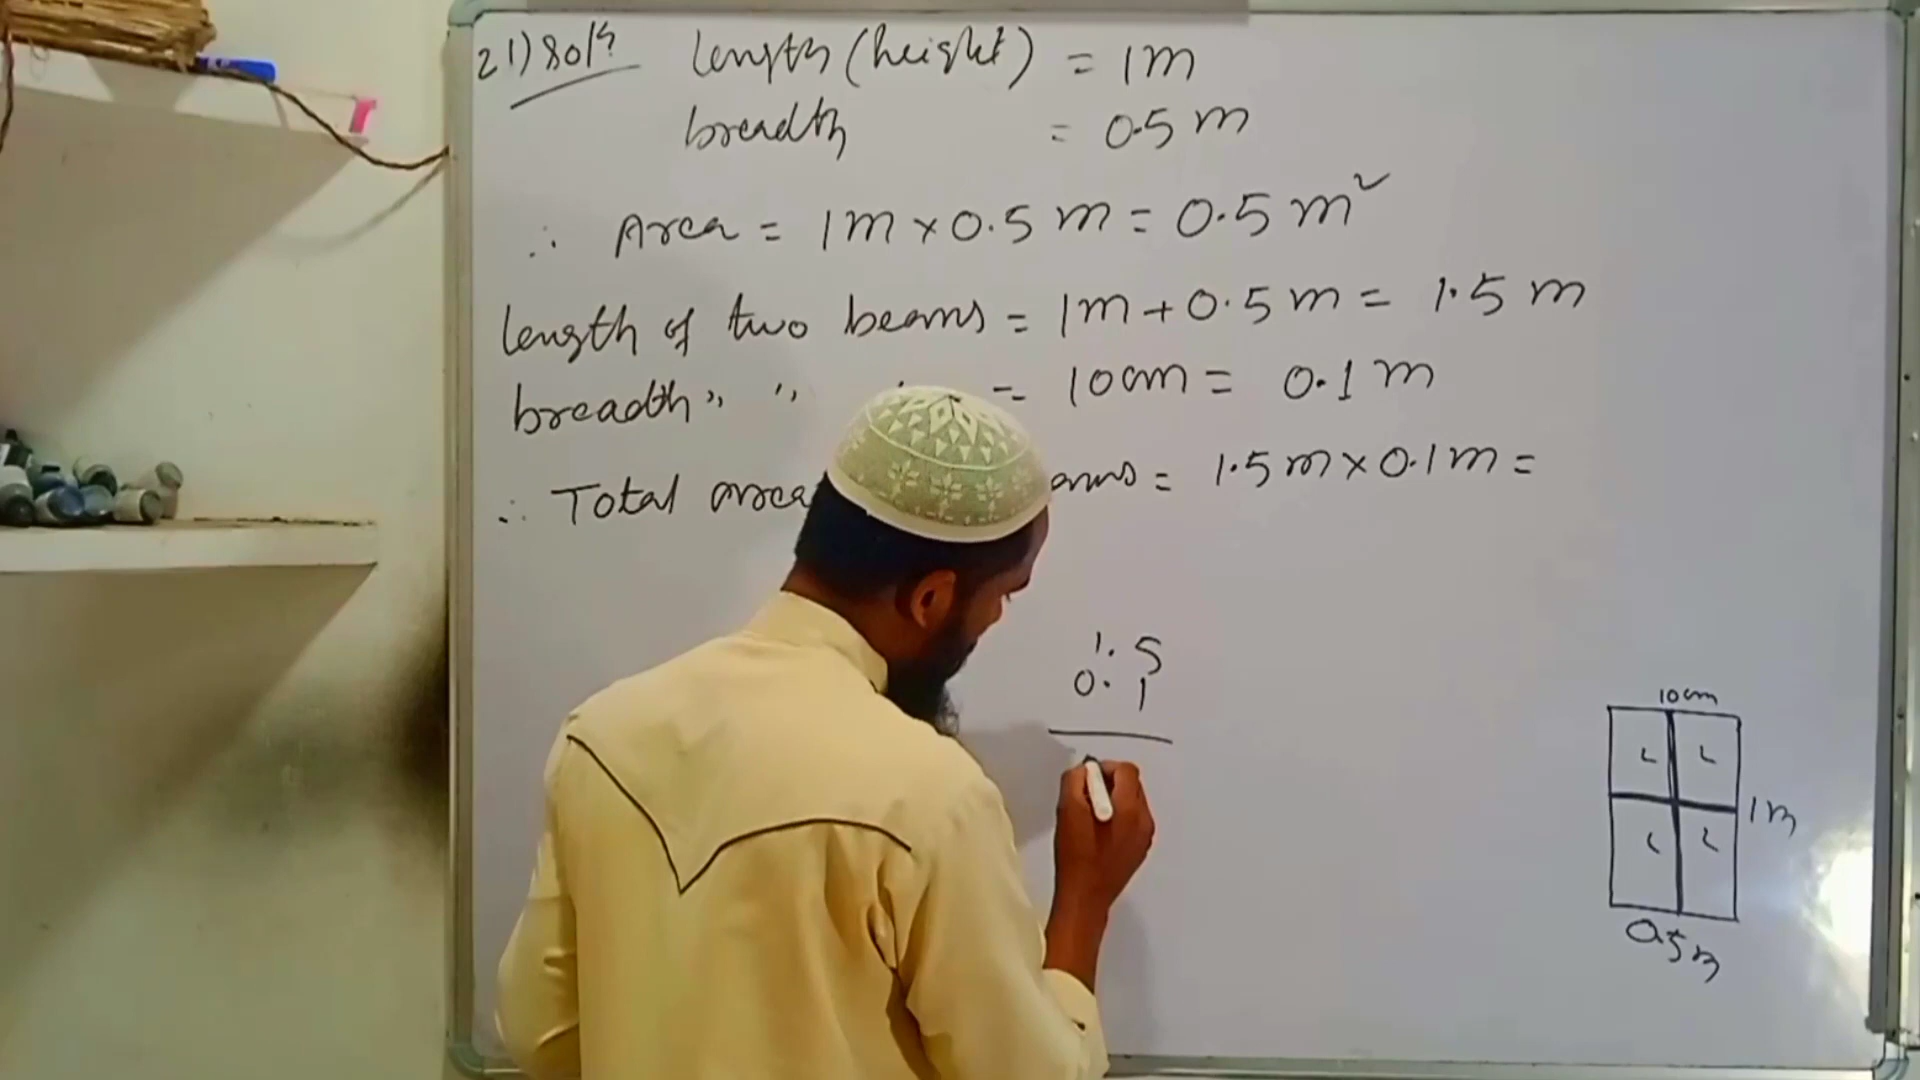 21) Soln length (height) = 1m
breadth = 0.5 m
∴ Area = 1m × 0.5 m = 0.5 m²
length of two beams = 1m + 0.5 m = 1.5 m
breadth " " = 10cm = 0.1 m
∴ Total area = 1.5 m × 0.1 m =
1.5
0.1
10cm
1m
0.5m